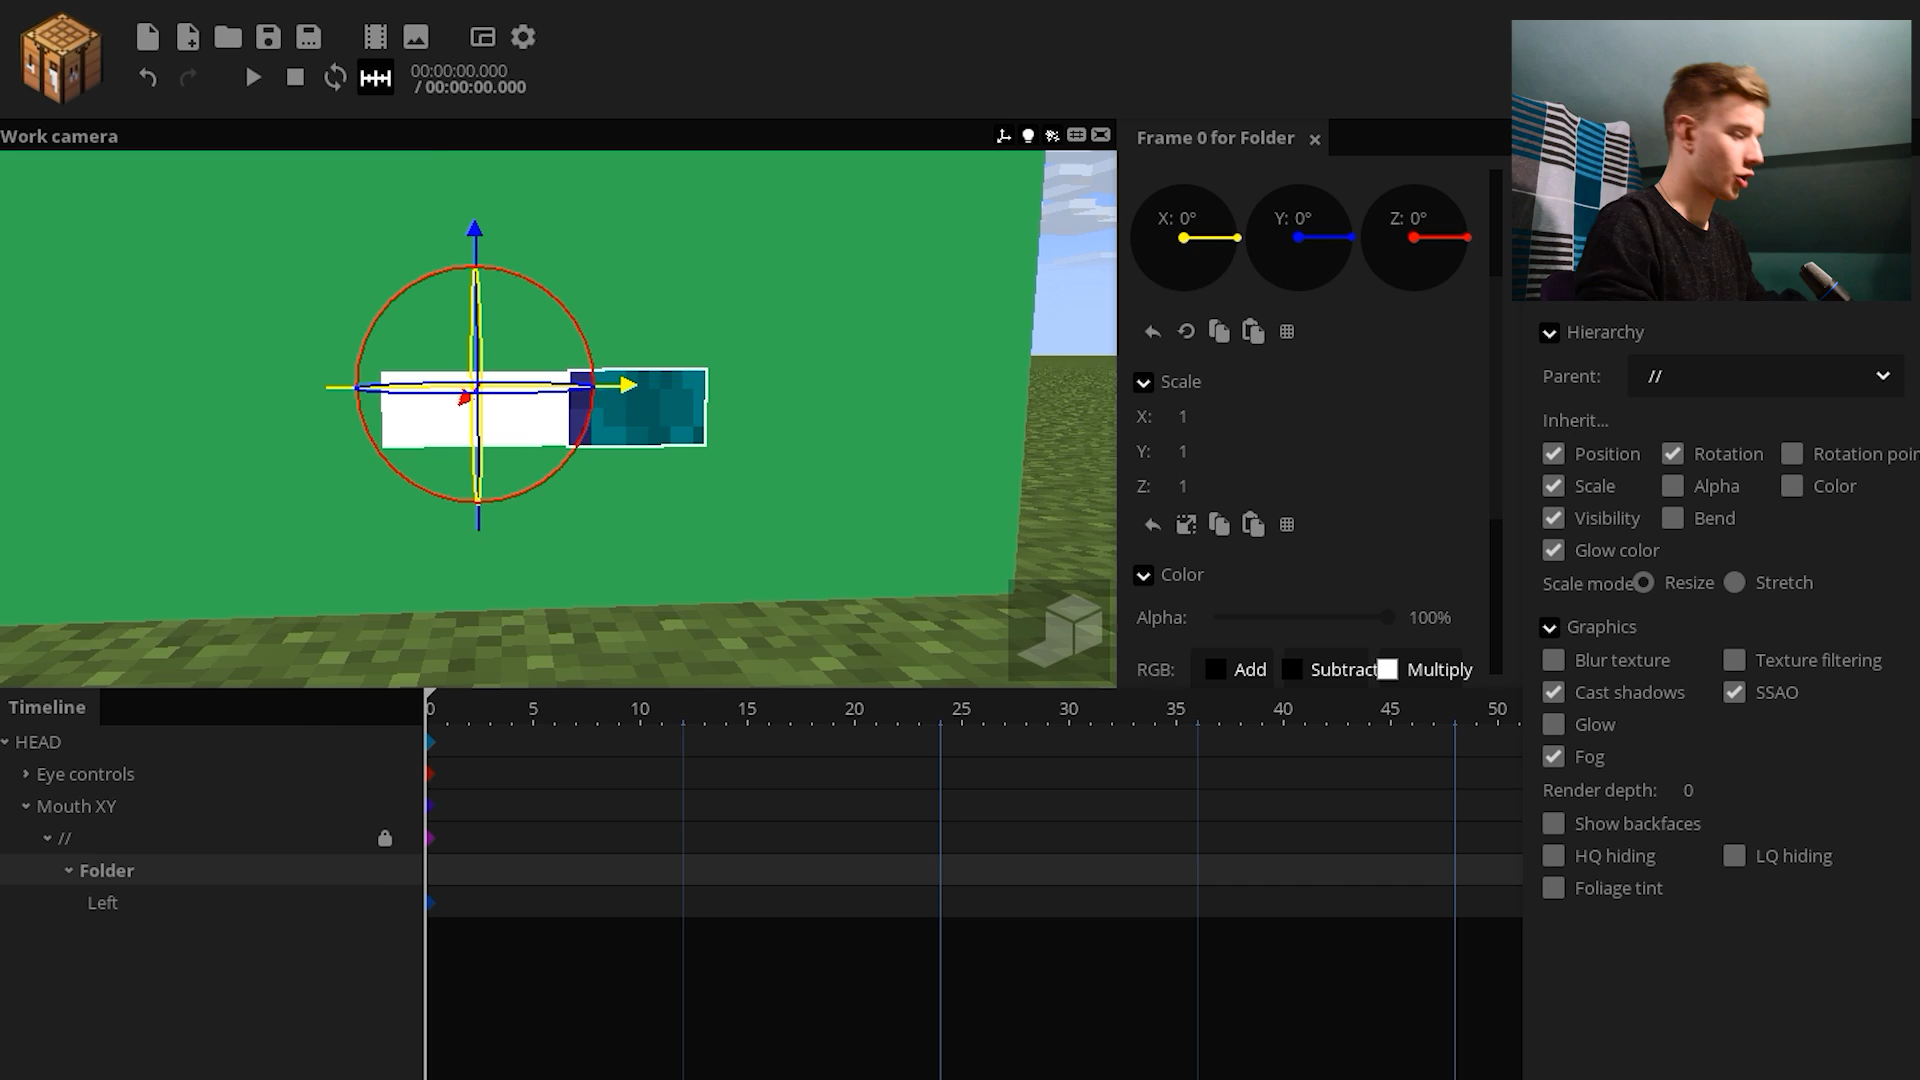 00:00:00.000
/ 00:00:00.000
Work camera
Frame 0 for Folder
X: 0°
Y: 0°
Z: 0°
Scale
X: 1
Y: 1
Z: 1
Color
Alpha: 100%
RGB: Add Subtract Multiply
Hierarchy
Parent: //
Inherit...
Position Rotation Rotation poin
Scale Alpha Color
Visibility Bend
Glow color
Scale mode Resize Stretch
Graphics
Blur texture Texture filtering
Cast shadows SSAO
Glow
Fog
Render depth: 0
Show backfaces
HQ hiding LQ hiding
Foliage tint
Timeline
0 5 10 15 20 25 30 35 40 45 50
HEAD
Eye controls
Mouth XY
//
Folder
Left